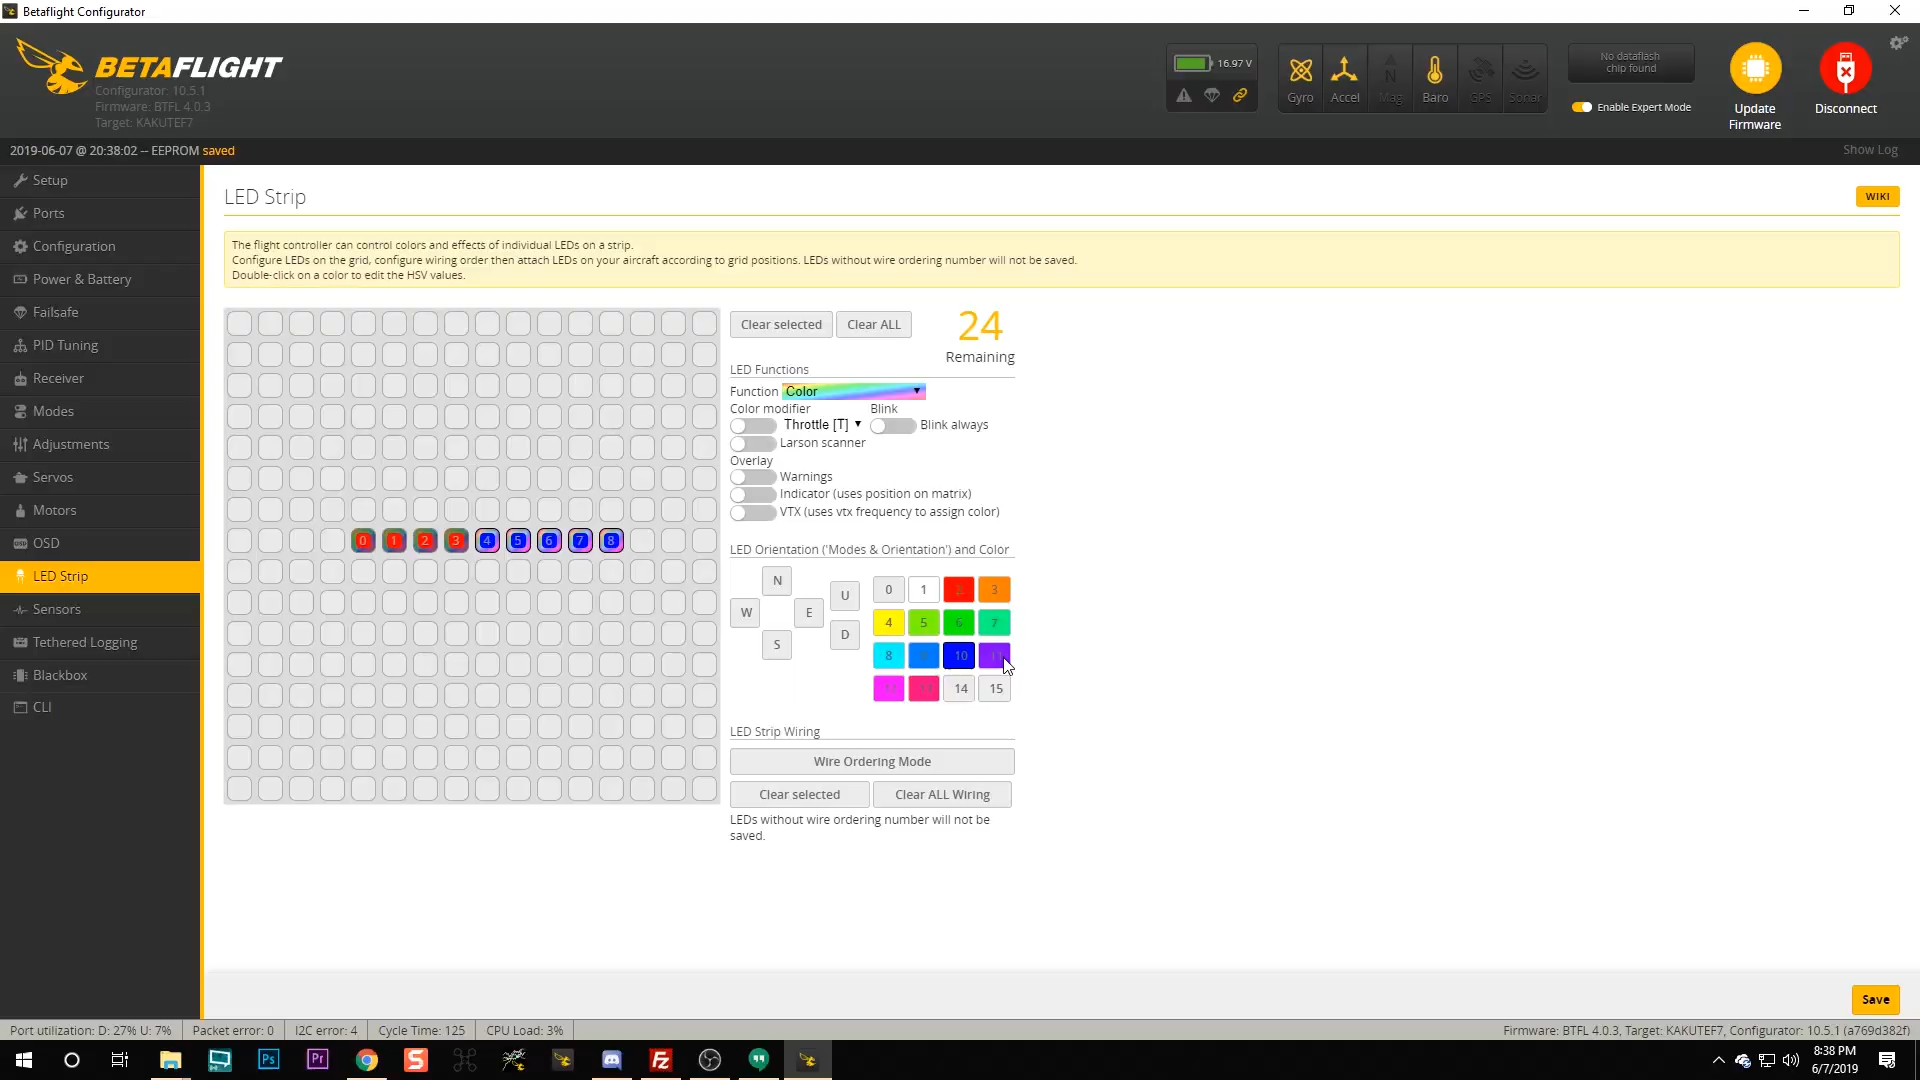 Betaflight Configurator
BETAFLIGHT
Configurator: 10.5.1
Firmware: BTFL 4.0.3
Target: KAKUTEF7
16.97 V
Gyro
Accel
Mag
Baro
GPS
Sonar
No dataflash
chip found
Enable Expert Mode
Update
Firmware
Disconnect
2019-06-07 @ 20:38:02 -- EEPROM saved
Show Log
Setup
Ports
Configuration
Power & Battery
Failsafe
PID Tuning
Receiver
Modes
Adjustments
Servos
Motors
OSD
LED Strip
Sensors
Tethered Logging
Blackbox
CLI
LED Strip
WIKI
The flight controller can control colors and effects of individual LEDs on a strip.
Configure LEDs on the grid, configure wiring order then attach LEDs on your aircraft according to grid positions. LEDs without wire ordering number will not be saved.
Double-click on a color to edit the HSV values.
0 1 2 3 4 5 6 7 8
Clear selected
Clear ALL
24
Remaining
LED Functions
Function Color
Color modifier
Blink
Throttle [T]
Blink always
Larson scanner
Overlay
Warnings
Indicator (uses position on matrix)
VTX (uses vtx frequency to assign color)
LED Orientation ('Modes & Orientation') and Color
N
W
E
S
U
D
0 1 2 3
4 5 6 7
8 9 10 11
12 13 14 15
LED Strip Wiring
Wire Ordering Mode
Clear selected
Clear ALL Wiring
LEDs without wire ordering number will not be
saved.
Save
Port utilization: D: 27% U: 7%
Packet error: 0
I2C error: 4
Cycle Time: 125
CPU Load: 3%
Firmware: BTFL 4.0.3, Target: KAKUTEF7, Configurator: 10.5.1 (a769d382f)
Ps
Pr
S
Fz
8:38 PM
6/7/2019